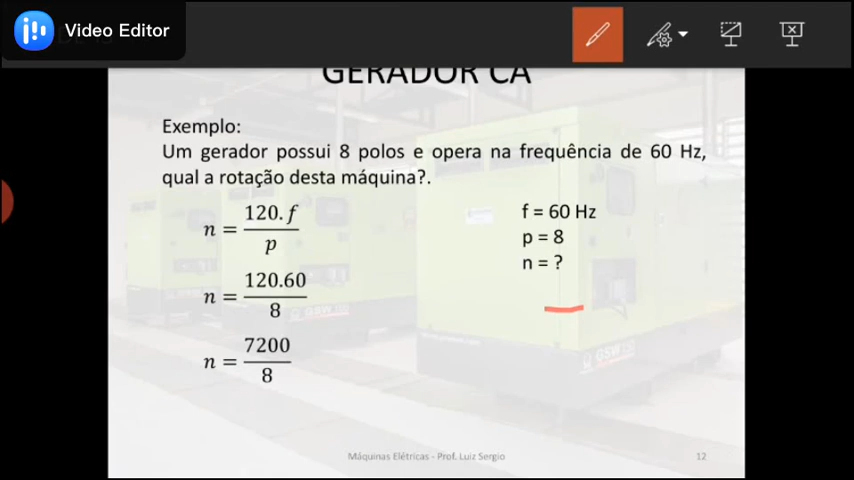 Video Editor
GERADOR CA
Exemplo:
Um gerador possui 8 polos e opera na frequência de 60 Hz,
qual a rotação desta máquina?.
n = 120.f / p
f = 60 Hz
p = 8
n = ?
n = 120.60 / 8
n = 7200 / 8
Máquinas Elétricas - Prof. Luiz Sergio
12